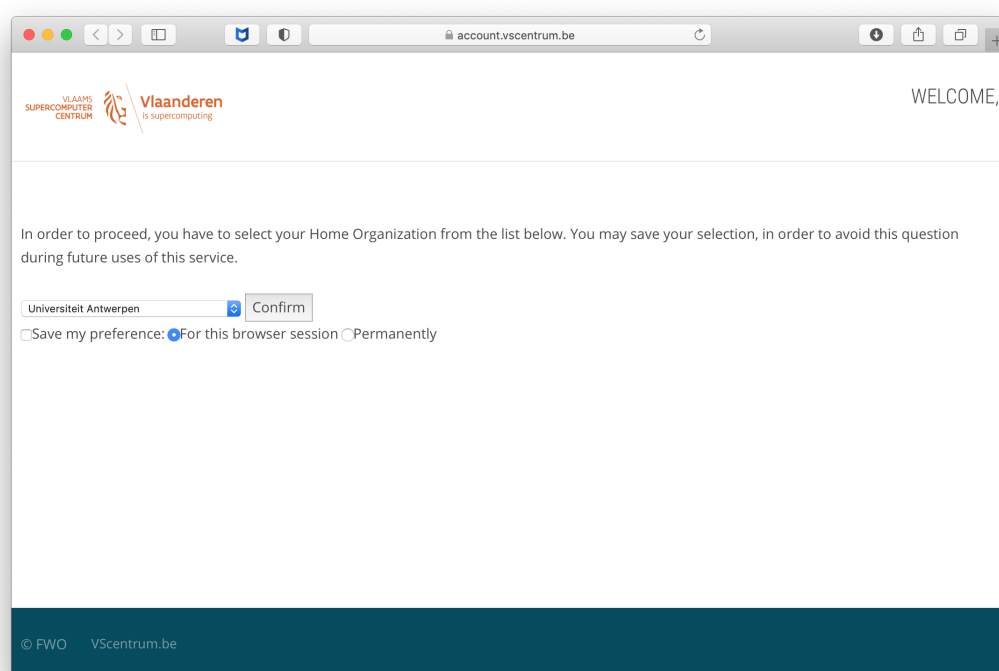 account.vscentrum.be
VLAAMS
SUPERCOMPUTER
CENTRUM
Vlaanderen
is supercomputing
WELCOME,
In order to proceed, you have to select your Home Organization from the list below. You may save your selection, in order to avoid this question
during future uses of this service.
Universiteit Antwerpen Confirm
Save my preference: For this browser session Permanently
© FWO VScentrum.be